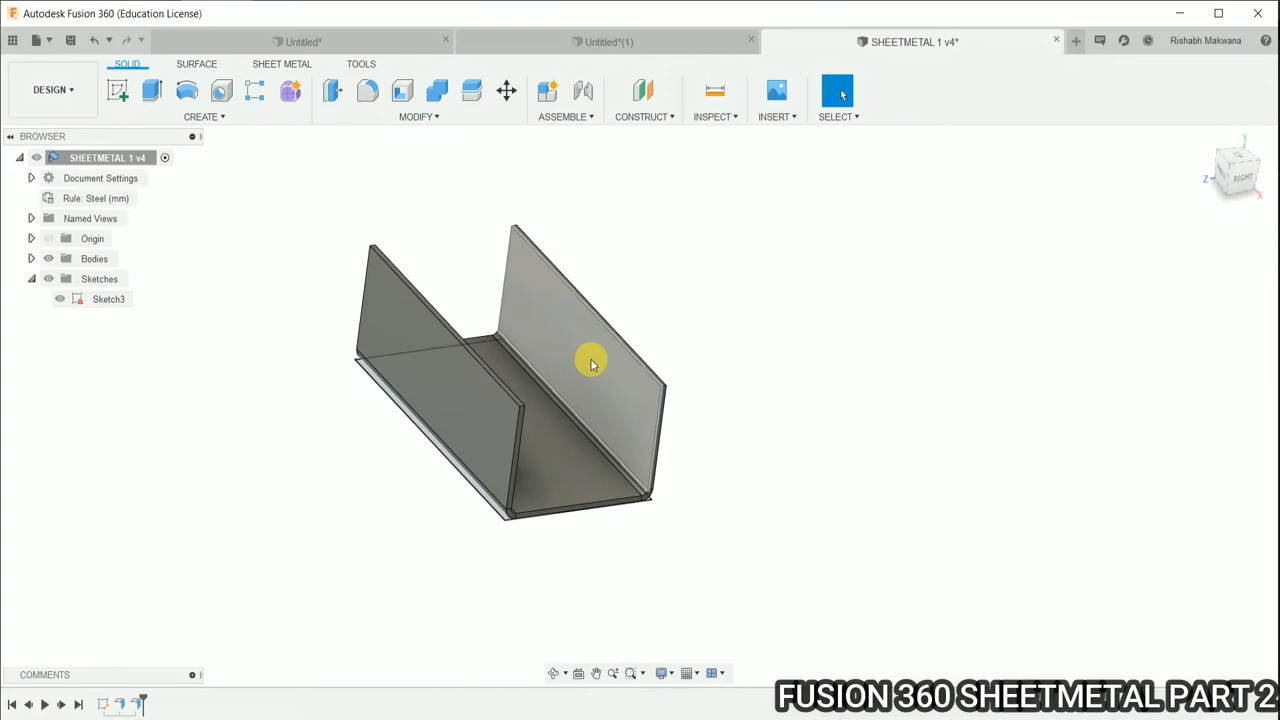 Autodesk Fusion 360 (Education License)
Untitled*
Untitled*(1)
SHEETMETAL 1 v4*
Rishabh Makwana
DESIGN
SOLID
SURFACE
SHEET METAL
TOOLS
CREATE
MODIFY
ASSEMBLE
CONSTRUCT
INSPECT
INSERT
SELECT
BROWSER
SHEETMETAL 1 v4
Document Settings
Rule: Steel (mm)
Named Views
Origin
Bodies
Sketches
Sketch3
Y
Z
X
RIGHT
COMMENTS
FUSION 360 SHEETMETAL PART 2